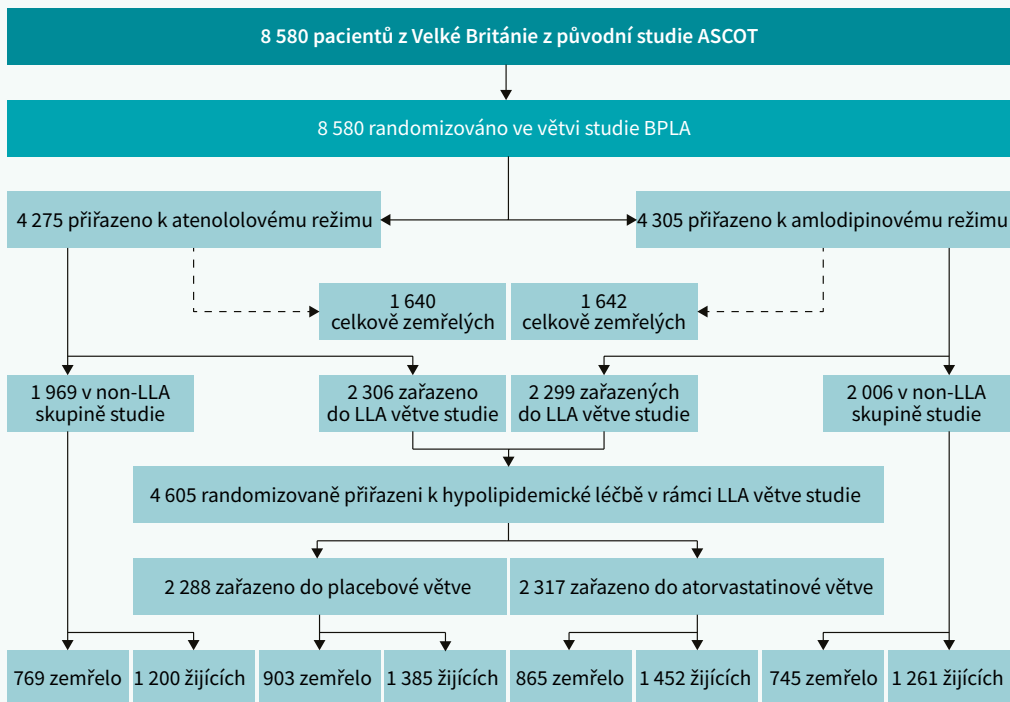 8 580 pacientů z Velké Británie z původní studie ASCOT
8 580 randomizováno ve větvi studie BPLA
4 275 přiřazeno k atenololovému režimu
4 305 přiřazeno k amlodipinovému režimu
1 640
celkově zemřelých
1 642
celkově zemřelých
1 969 v non-LLA
skupině studie
2 306 zařazeno
do LLA větve studie
2 299 zařazených
do LLA větve studie
2 006 v non-LLA
skupině studie
4 605 randomizovaně přiřazeni k hypolipidemické léčbě v rámci LLA větve studie
2 288 zařazeno do placebové větve
2 317 zařazeno do atorvastatinové větve
769 zemřelo
1 200 žijících
903 zemřelo
1 385 žijících
865 zemřelo
1 452 žijících
745 zemřelo
1 261 žijících